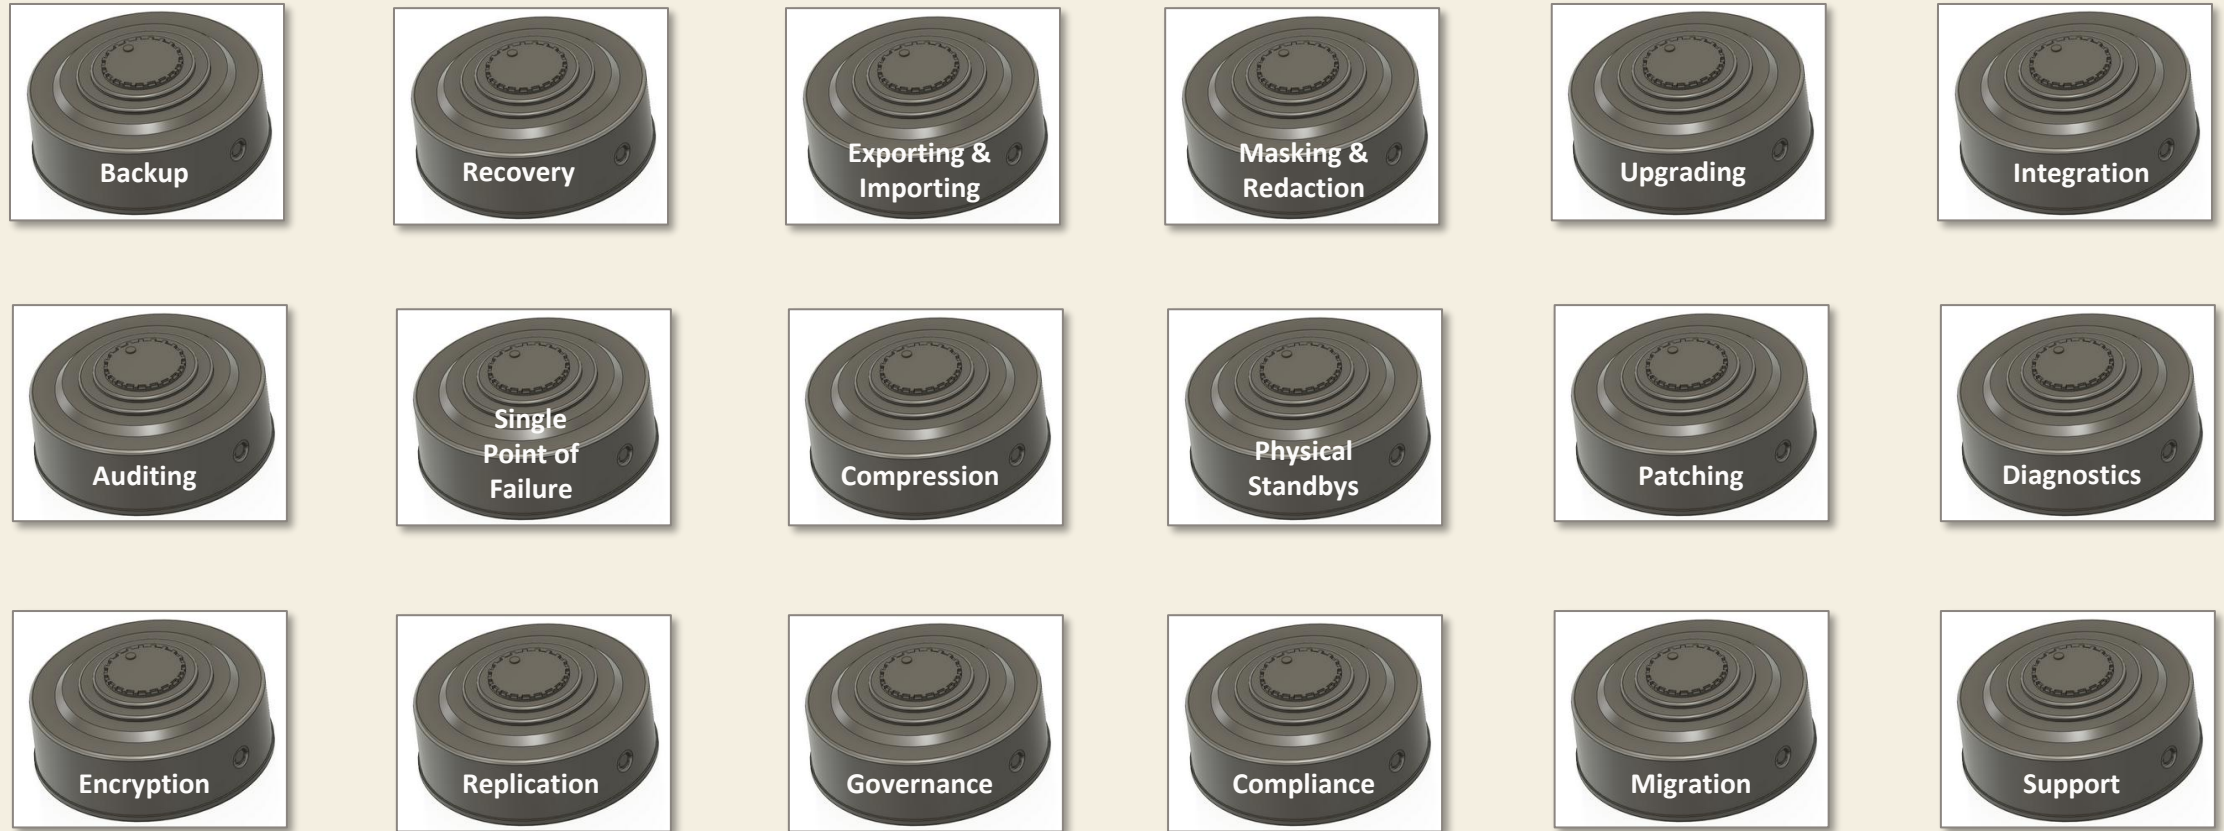 Backup
Recovery
Exporting &
Importing
Masking &
Redaction
Upgrading
Integration
Auditing
Single
Point of
Failure
Compression
Physical
Standbys
Patching
Diagnostics
Encryption
Replication
Governance
Compliance
Migration
Support